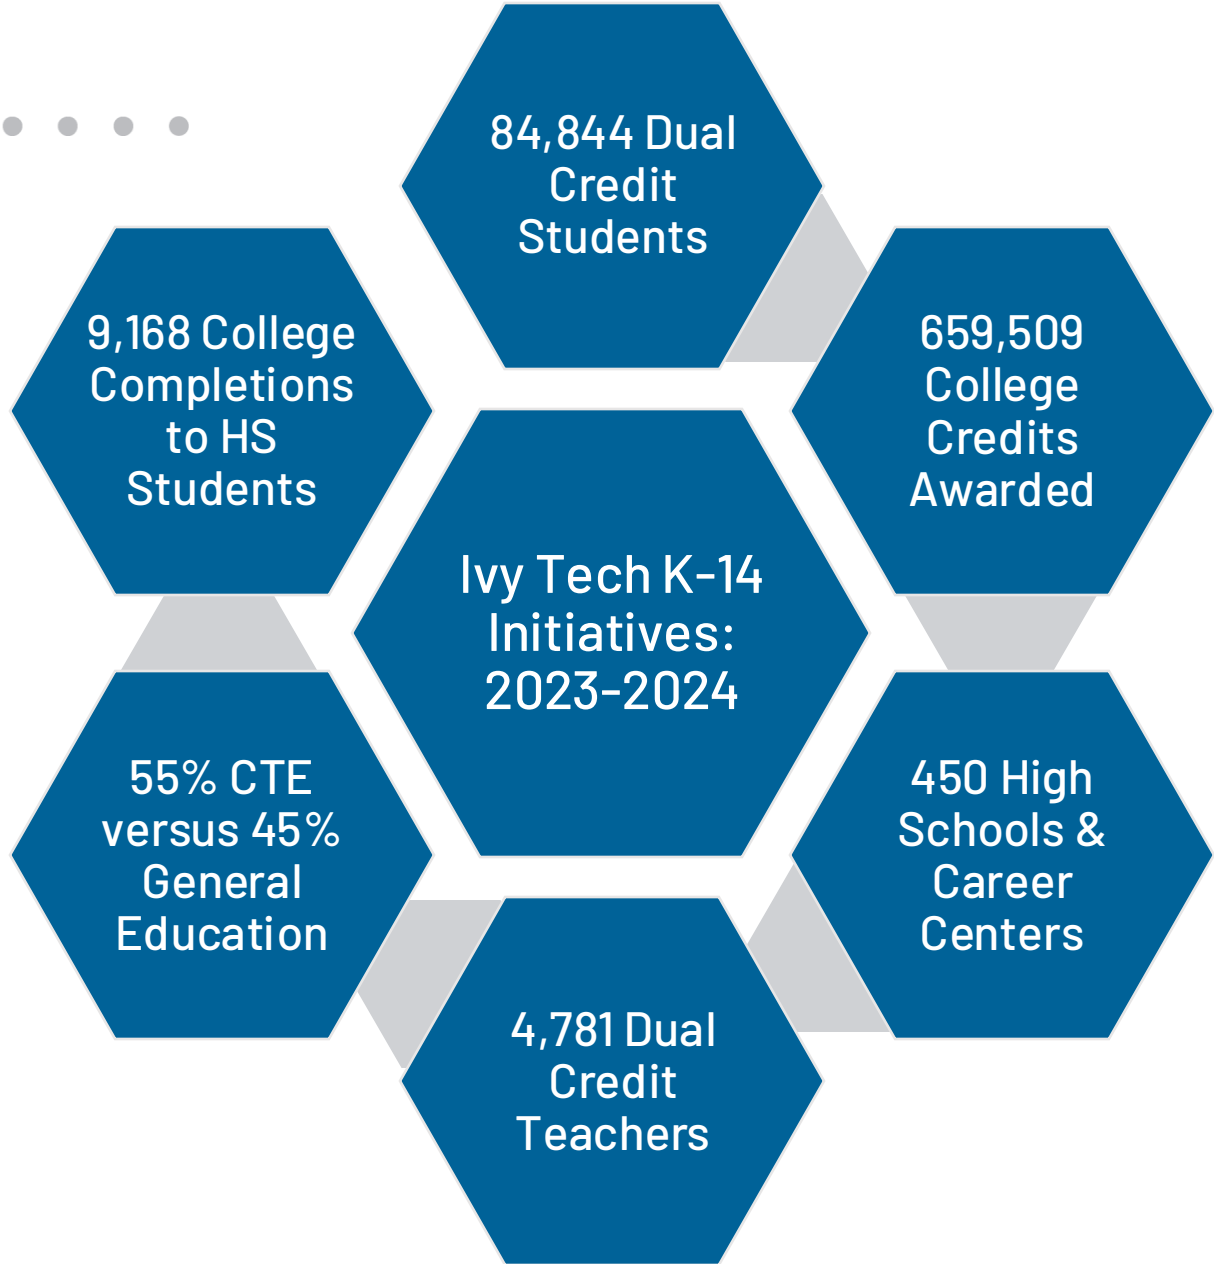 84,844 Dual
Credit
Students
659,509
College
Credits
Awarded
450 High
Schools &
Career
Centers
4,781 Dual
Credit
Teachers
55% CTE
versus 45%
General
Education
9,168 College
Completions
to HS
Students
Ivy Tech K-14
Initiatives:
2023-2024